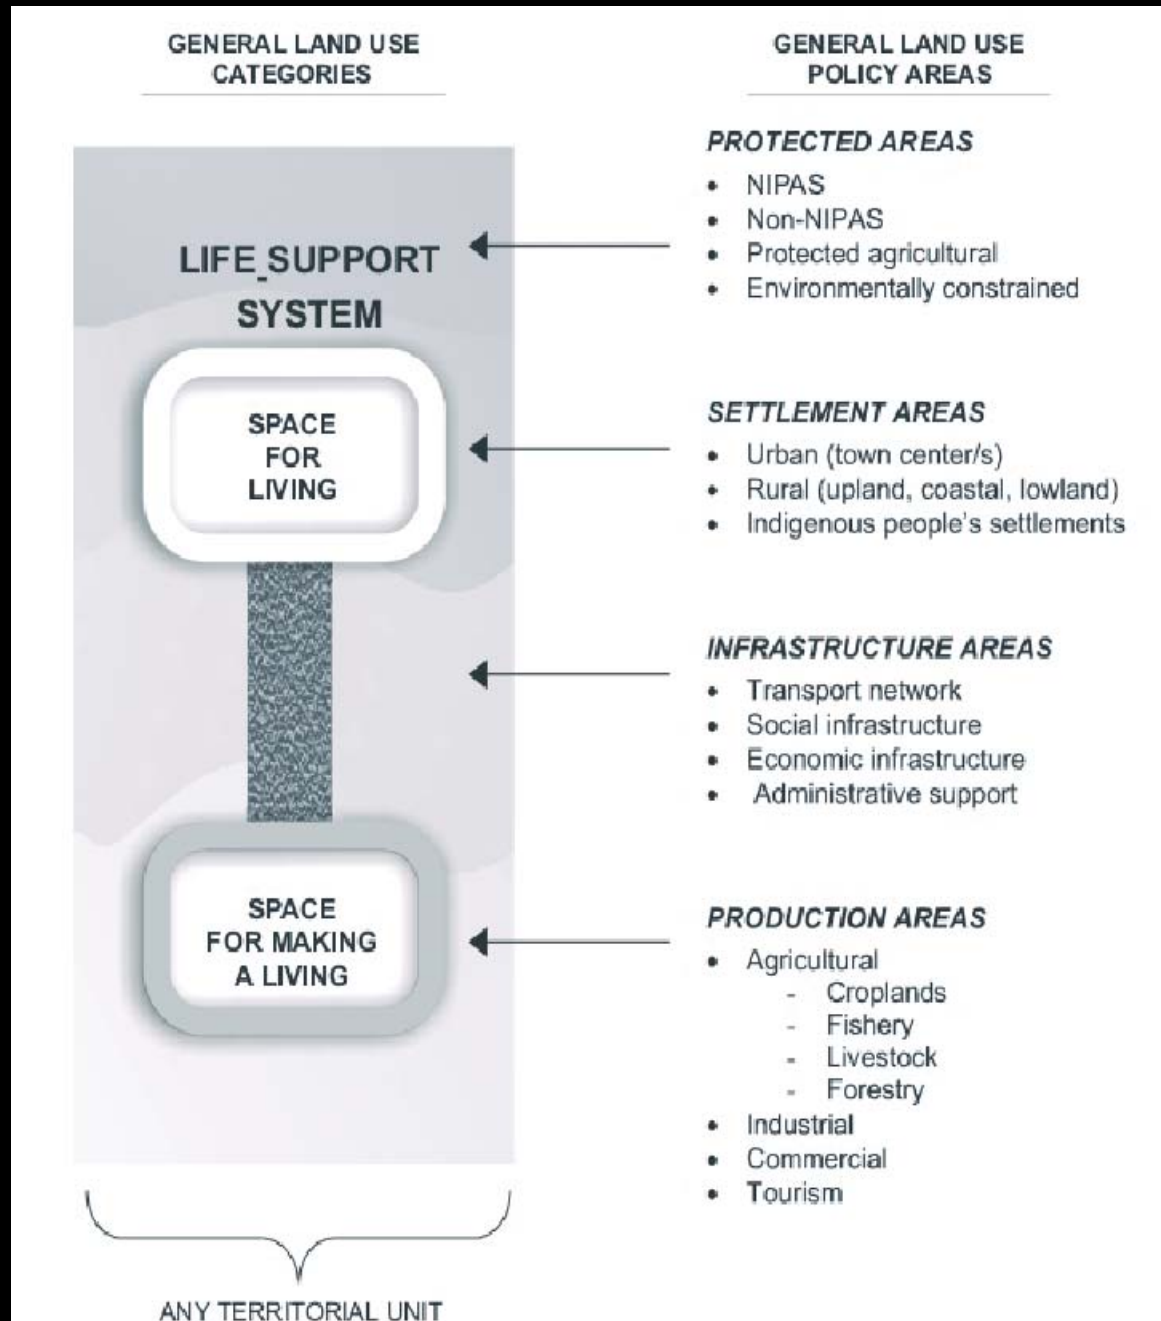 GENERAL LAND USE
CATEGORIES
LIFE_SUPPORT
SYSTEM
SPACE
FOR
LIVING
SPACE
FOR MAKING
A LIVING
ANY TERRITORIAL UNIT
GENERAL LAND USE
POLICY AREAS
PROTECTED AREAS
• NIPAS
• Non-NIPAS
• Protected agricultural
• Environmentally constrained
SETTLEMENT AREAS
• Urban (town center/s)
• Rural (upland, coastal, lowland)
• Indigenous people's settlements
INFRASTRUCTURE AREAS
• Transport network
• Social infrastructure
• Economic infrastructure
• Administrative support
PRODUCTION AREAS
• Agricultural
- Croplands
- Fishery
- Livestock
- Forestry
• Industrial
• Commercial
• Tourism